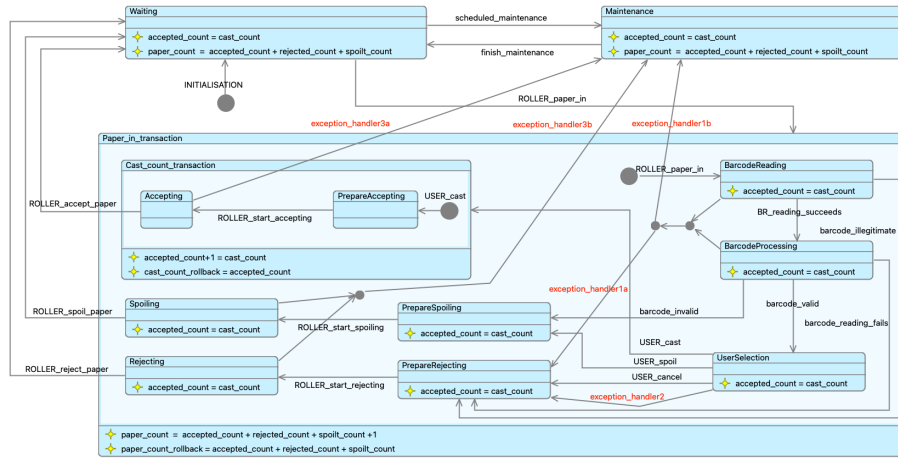 Waiting
accepted_count = cast_count
paper_count = accepted_count + rejected_count + spoilt_count
scheduled_maintenance
finish_maintenance
Maintenance
accepted_count = cast_count
paper_count = accepted_count + rejected_count + spoilt_count
INITIALISATION
ROLLER_paper_in
exception_handler3a
exception_handler3b
exception_handler1b
Paper_in_transaction
Cast_count_transaction
Accepting
PrepareAccepting
USER_cast
ROLLER_start_accepting
ROLLER_accept_paper
accepted_count+1 = cast_count
cast_count_rollback = accepted_count
ROLLER_paper_in
BarcodeReading
accepted_count = cast_count
BR_reading_succeeds
barcode_illegitimate
BarcodeProcessing
accepted_count = cast_count
exception_handler1a
Spoiling
accepted_count = cast_count
ROLLER_spoil_paper
ROLLER_start_spoiling
PrepareSpoiling
accepted_count = cast_count
barcode_invalid
barcode_valid
barcode_reading_fails
USER_cast
USER_spoil
USER_cancel
exception_handler2
UserSelection
accepted_count = cast_count
Rejecting
accepted_count = cast_count
ROLLER_reject_paper
ROLLER_start_rejecting
PrepareRejecting
accepted_count = cast_count
paper_count = accepted_count + rejected_count + spoilt_count +1
paper_count_rollback = accepted_count + rejected_count + spoilt_count